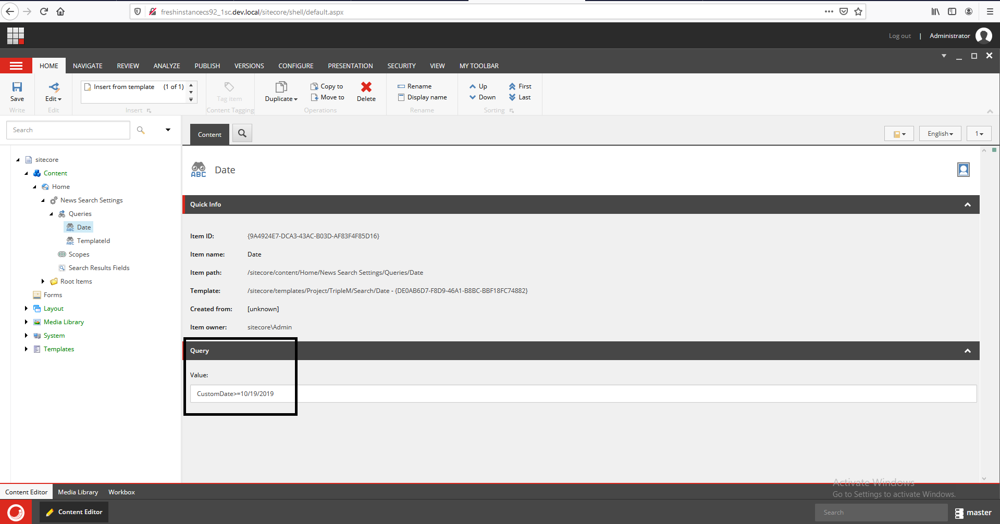 freshinstancecs92_1sc.dev.local/sitecore/shell/default.aspx
Log out | Administrator
HOME NAVIGATE REVIEW ANALYZE PUBLISH VERSIONS CONFIGURE PRESENTATION SECURITY VIEW MY TOOLBAR
Insert from template (1 of 1) Copy to Rename Up First
Save Edit Tag item Duplicate Move to Delete Display name Down Last
Write Edit Insert Content Tagging Operations Rename Sorting
Search
Content English 1
sitecore
Content
Home
News Search Settings
Queries
ABC Date
ABC TemplateId
Scopes
Search Results Fields
Root Items
Forms
Layout
Media Library
System
Templates
ABC Date
Quick Info
Item ID: {9A4924E7-DCA3-43AC-B03D-AF83F4F85D16}
Item name: Date
Item path: /sitecore/content/Home/News Search Settings/Queries/Date
Template: /sitecore/templates/Project/TripleM/Search/Date - {DE0AB6D7-F8D9-46A1-B8BC-BBF18FC74882}
Created from: [unknown]
Item owner: sitecore\Admin
Query
Value:
CustomDate>=10/19/2019
Activate Windows
Go to Settings to activate Windows.
Content Editor Media Library Workbox
Content Editor Search master